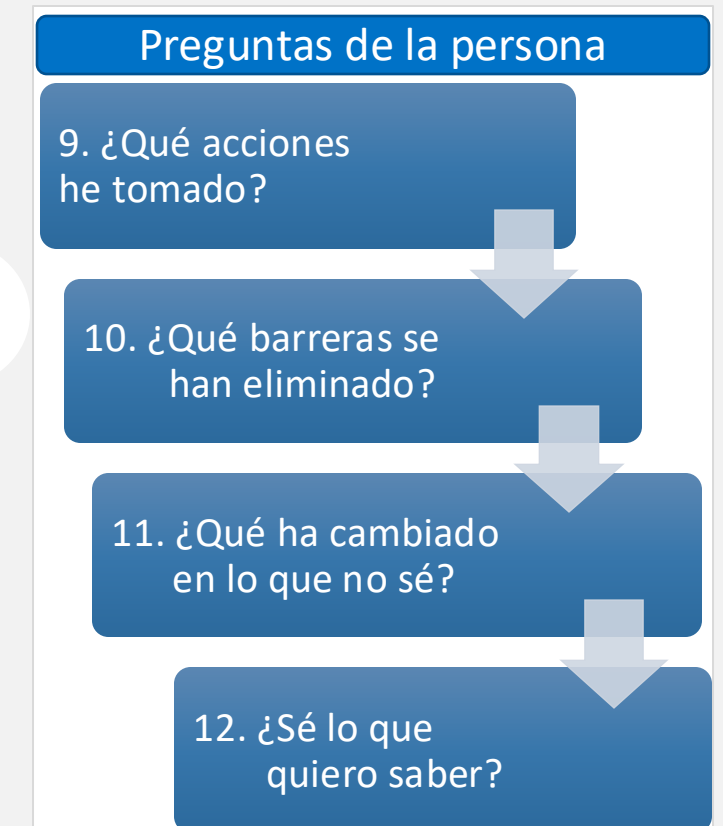 Preguntas de la persona
9. ¿Qué acciones
he tomado?
10. ¿Qué barreras se
han eliminado?
11. ¿Qué ha cambiado
en lo que no sé?
12. ¿Sé lo que
quiero saber?